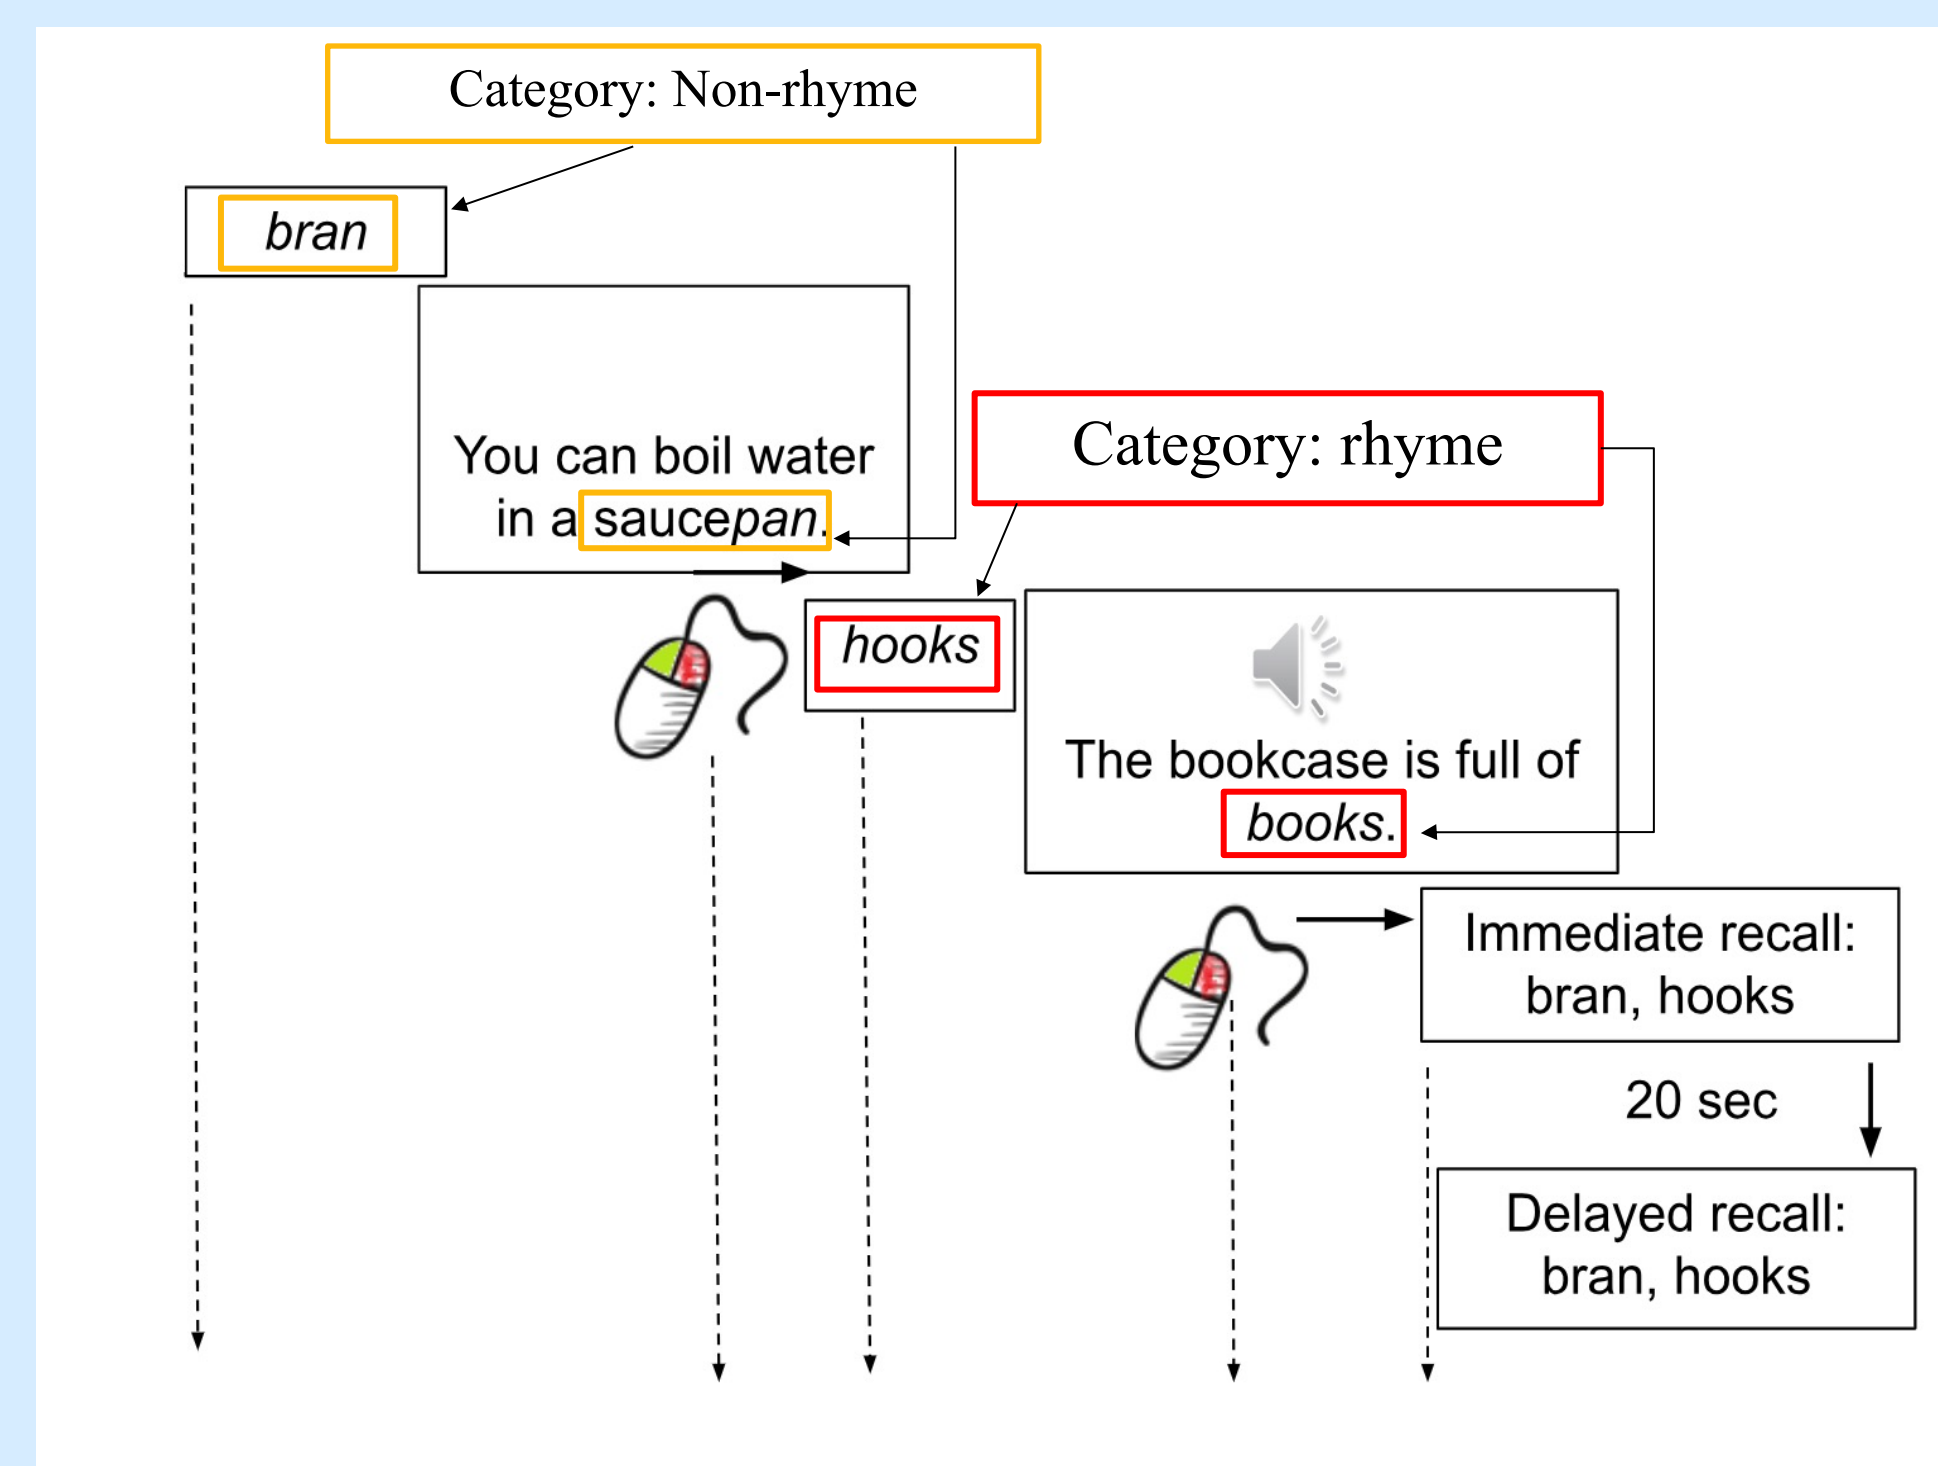 Category: Non-rhyme
bran
You can boil water
in a saucepan.
Category: rhyme
hooks
The bookcase is full of
books.
Immediate recall:
bran, hooks
20 sec
Delayed recall:
bran, hooks